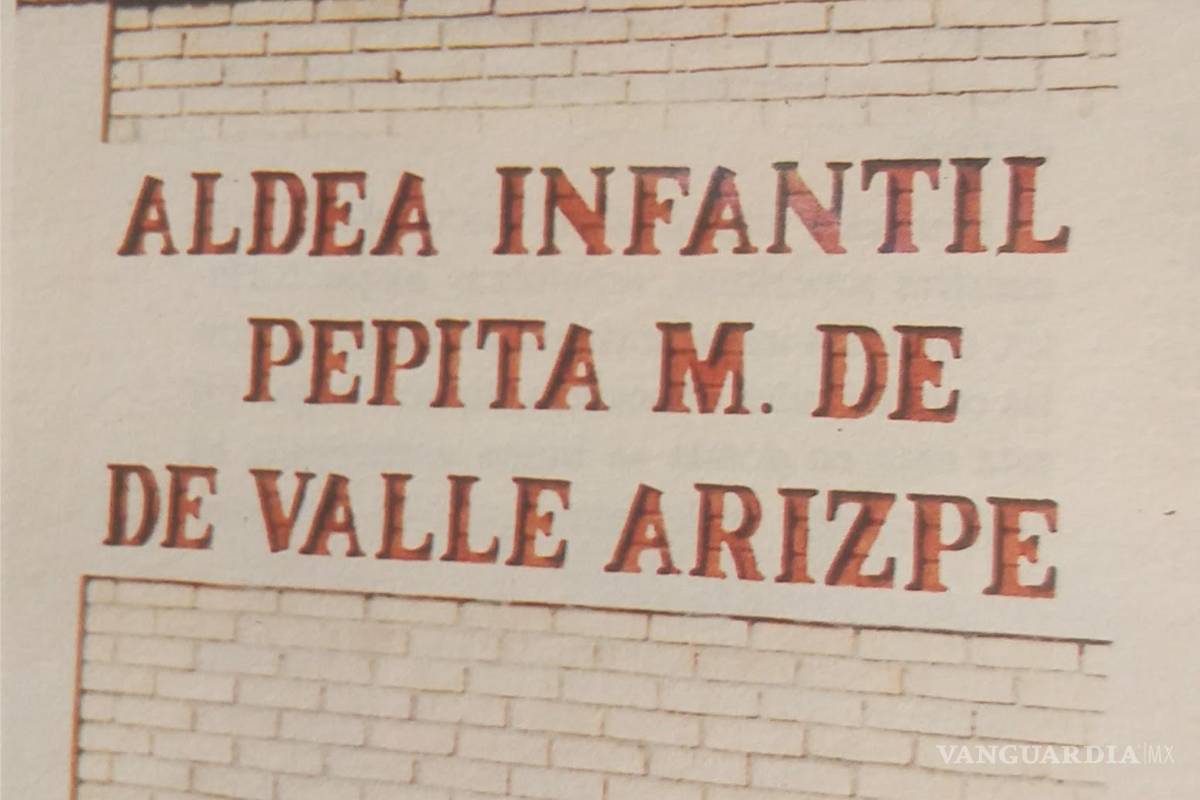 ALDEA INFANTIL
PEPITA M. DE
DE VALLE ARIZPE
VANGUARDIA|MX